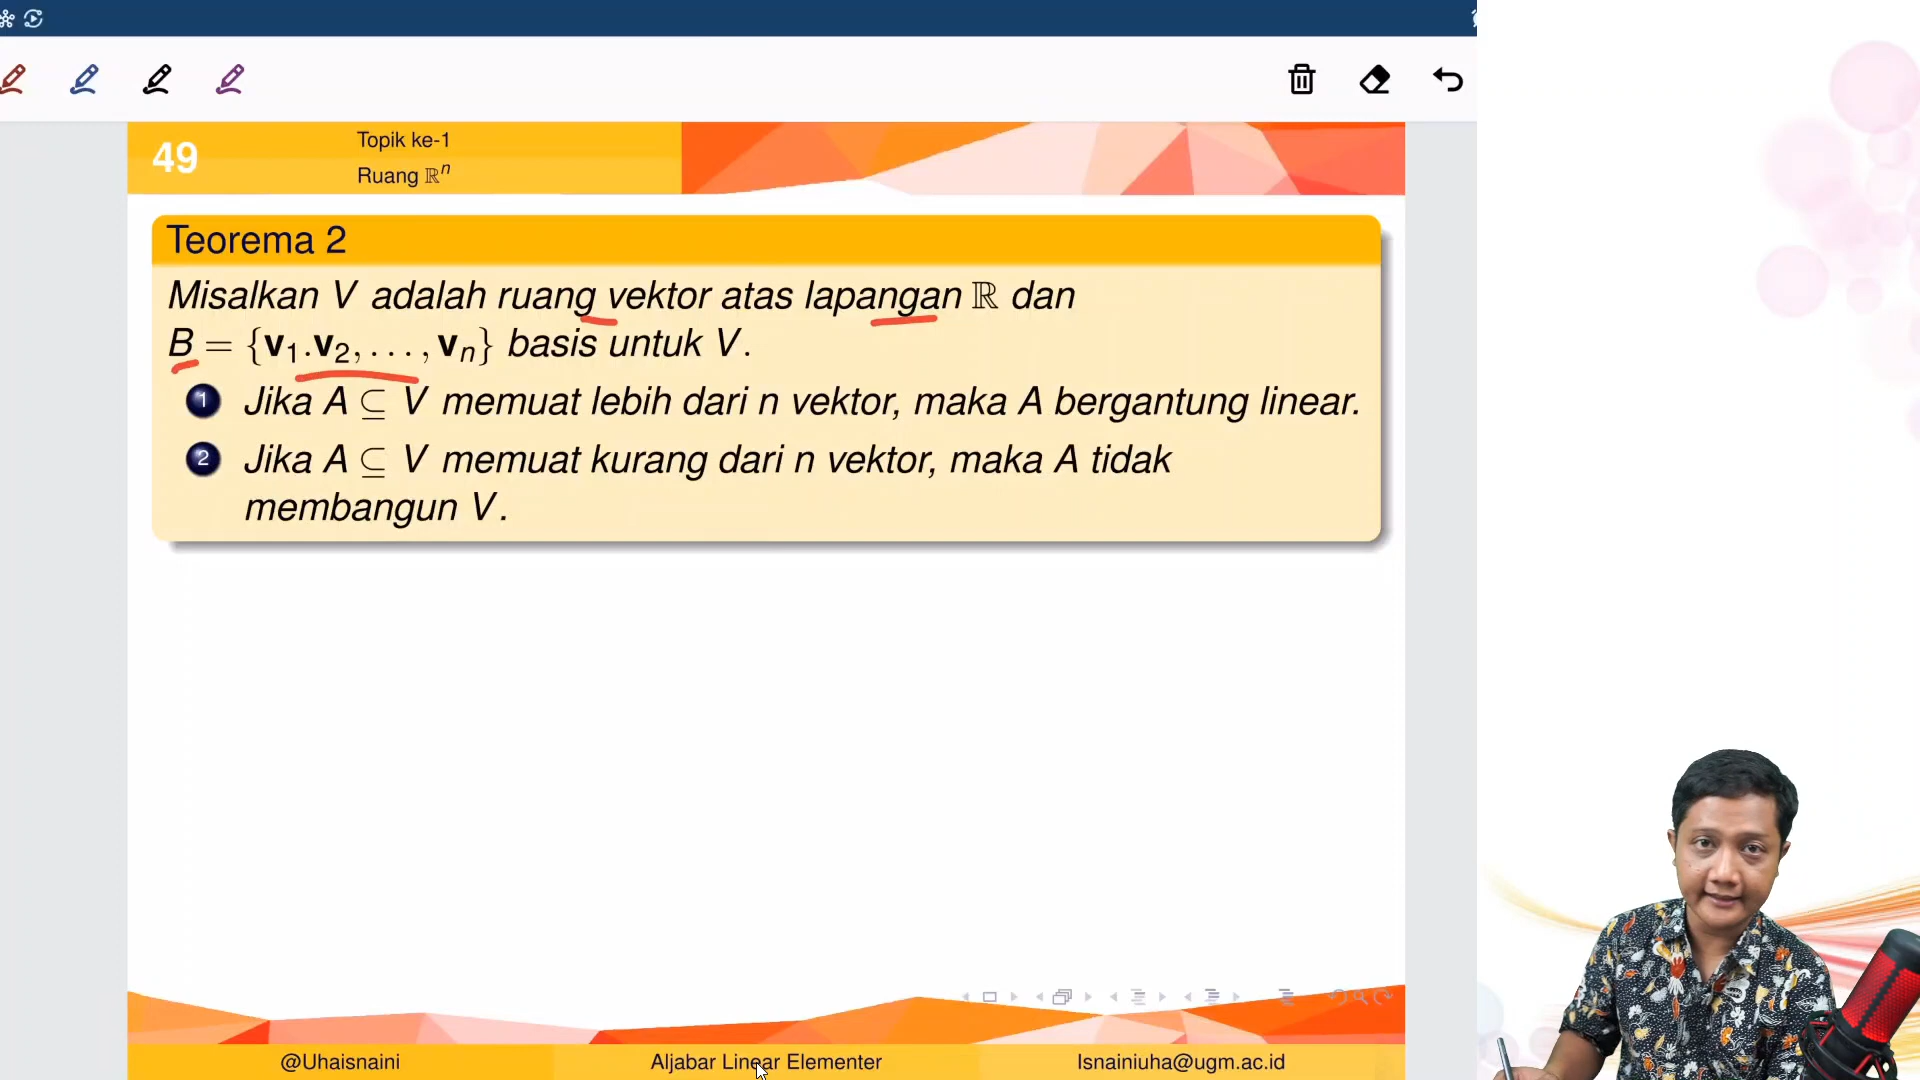 49
Topik ke-1
Ruang ℝⁿ
Teorema 2
Misalkan V adalah ruang vektor atas lapangan ℝ dan
B = {v₁.v₂, . . . , vₙ} basis untuk V.
1 Jika A ⊆ V memuat lebih dari n vektor, maka A bergantung linear.
2 Jika A ⊆ V memuat kurang dari n vektor, maka A tidak
membangun V.
@Uhaisnaini
Aljabar Linear Elementer
Isnainiuha@ugm.ac.id